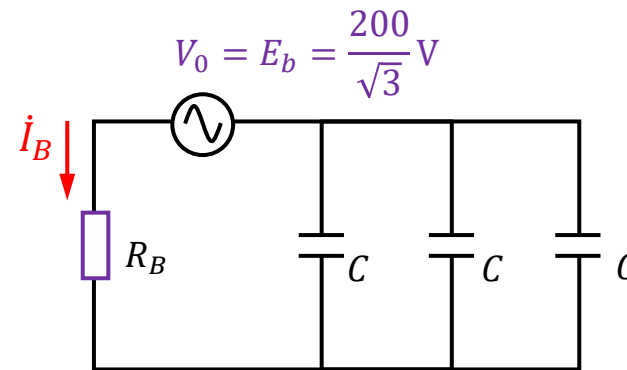 V₀ = E_b = 200/√3 V
İ_B
R_B
C
C